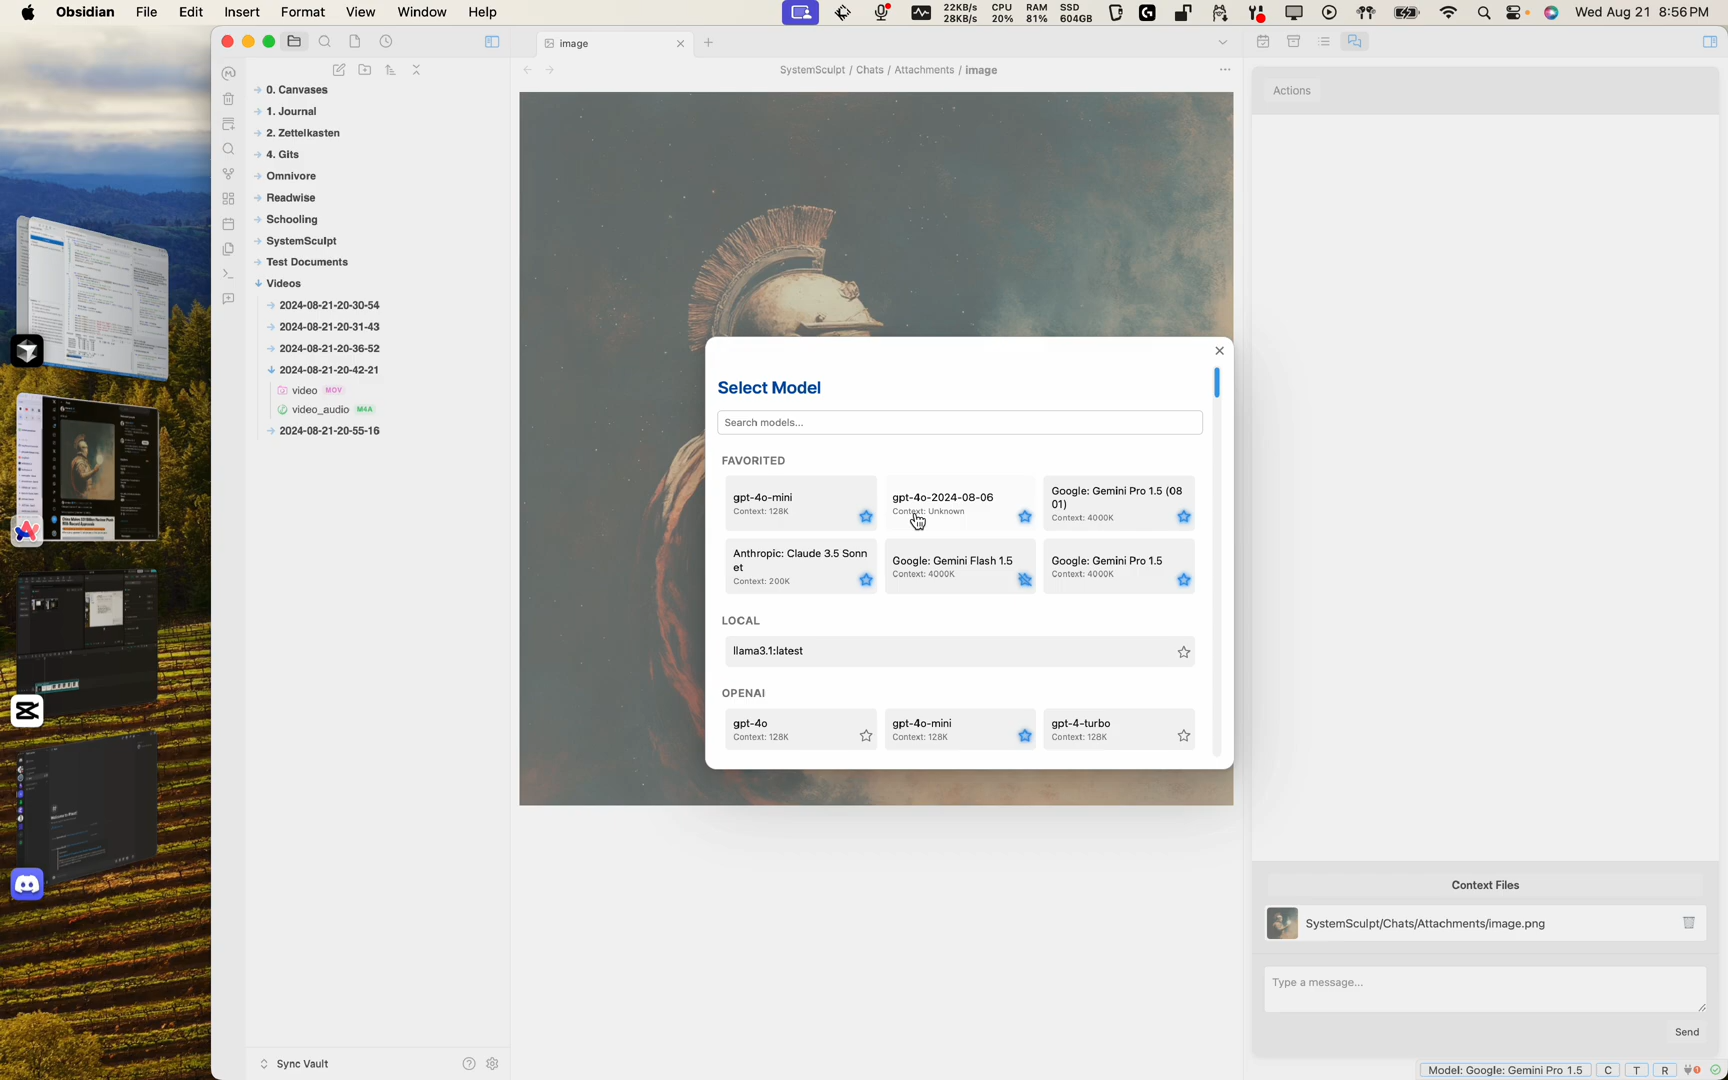 Obsidian File Edit Insert Format View Window Help
22KB/s
28KB/s
CPU
20%
RAM
81%
SSD
604GB
Wed Aug 21 8:56 PM
image
SystemSculpt / Chats / Attachments / image
0. Canvases
1. Journal
2. Zettelkasten
4. Gits
Omnivore
Readwise
Schooling
SystemSculpt
Test Documents
Videos
2024-08-21-20-30-54
2024-08-21-20-31-43
2024-08-21-20-36-52
2024-08-21-20-42-21
video MOV
video_audio M4A
2024-08-21-20-55-16
Sync Vault
Select Model
Search models...
FAVORITED
gpt-4o-mini
Context: 128K
gpt-4o-2024-08-06
Context: Unknown
Google: Gemini Pro 1.5 (08
01)
Context: 4000K
Anthropic: Claude 3.5 Sonn
et
Context: 200K
Google: Gemini Flash 1.5
Context: 4000K
Google: Gemini Pro 1.5
Context: 4000K
LOCAL
llama3.1:latest
OPENAI
gpt-4o
Context: 128K
gpt-4o-mini
Context: 128K
gpt-4-turbo
Context: 128K
Actions
Context Files
SystemSculpt/Chats/Attachments/image.png
Type a message...
Send
Model: Google: Gemini Pro 1.5 C T R